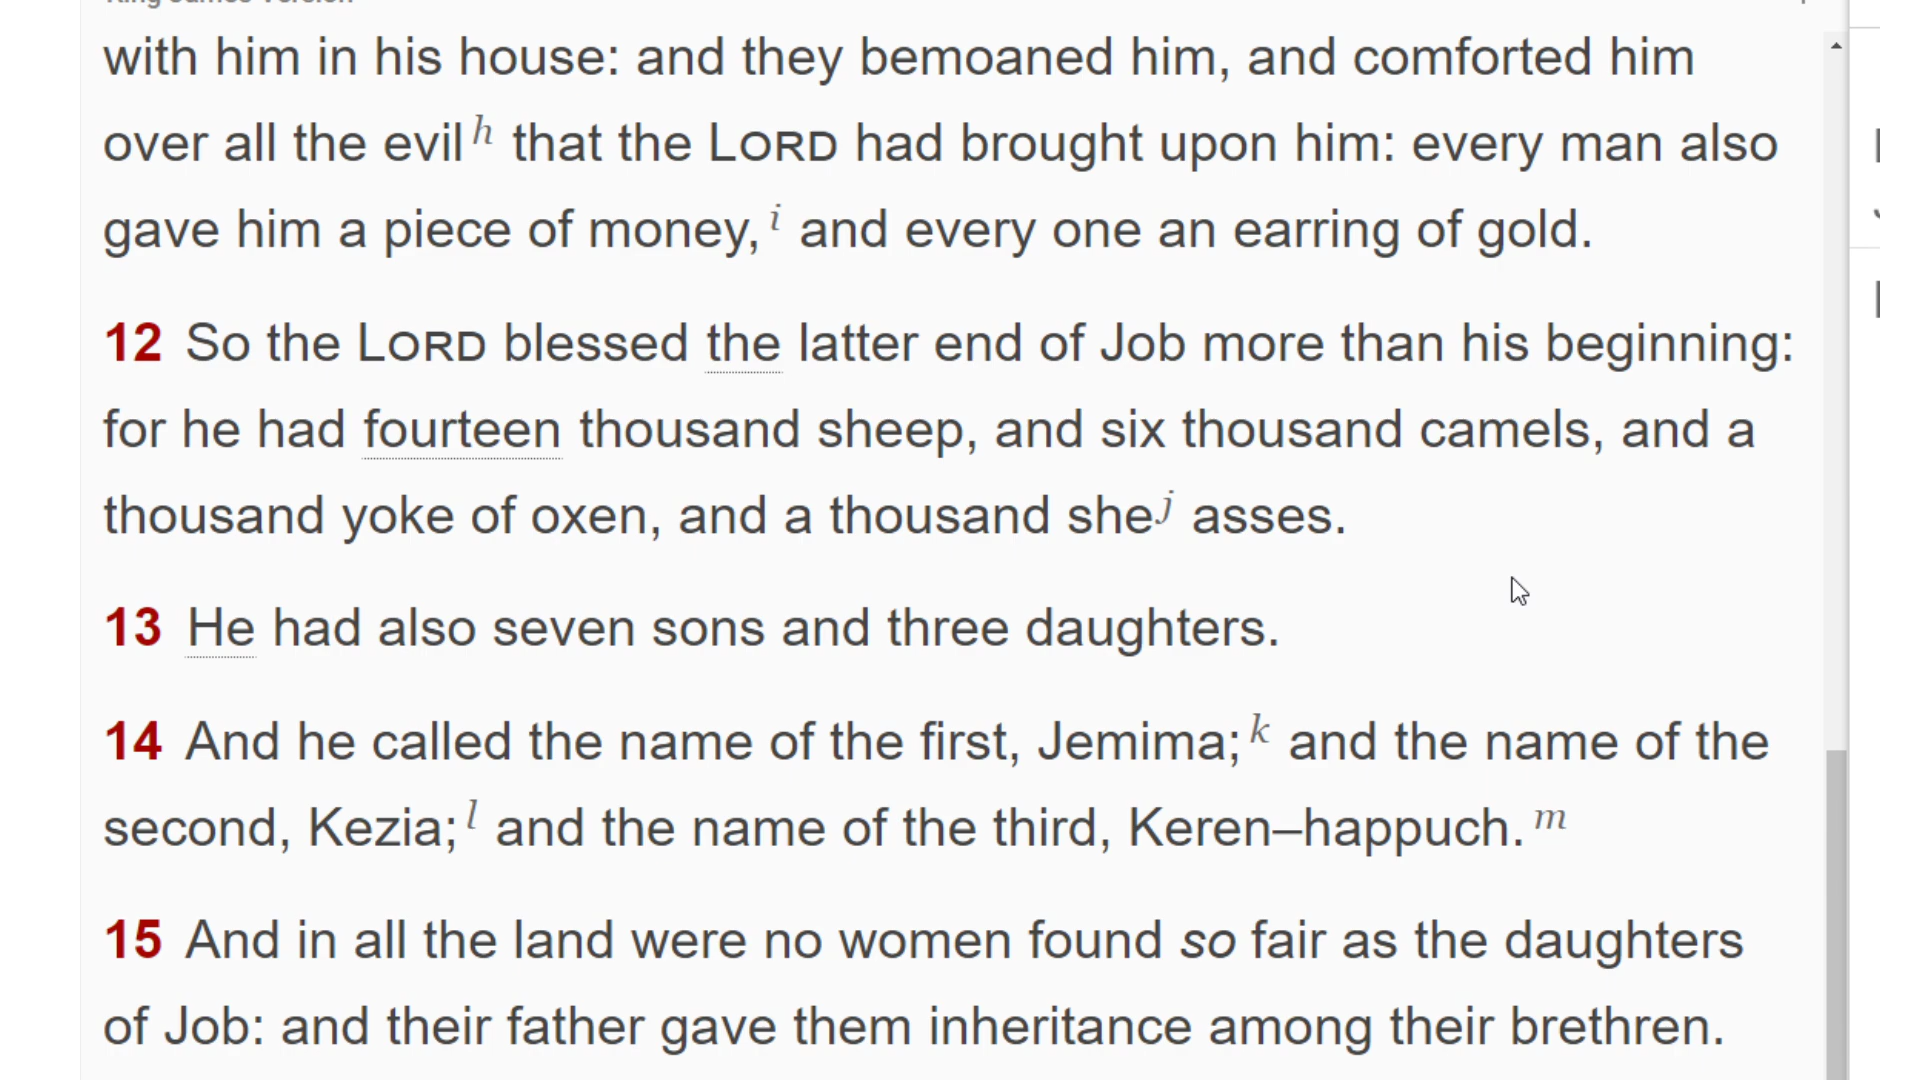 with him in his house: and they bemoaned him, and comforted him
over all the evil h that the LORD had brought upon him: every man also
gave him a piece of money, i and every one an earring of gold.
12 So the LORD blessed the latter end of Job more than his beginning:
for he had fourteen thousand sheep, and six thousand camels, and a
thousand yoke of oxen, and a thousand she j asses.
13 He had also seven sons and three daughters.
14 And he called the name of the first, Jemima; k and the name of the
second, Kezia; l and the name of the third, Keren–happuch. m
15 And in all the land were no women found so fair as the daughters
of Job: and their father gave them inheritance among their brethren.